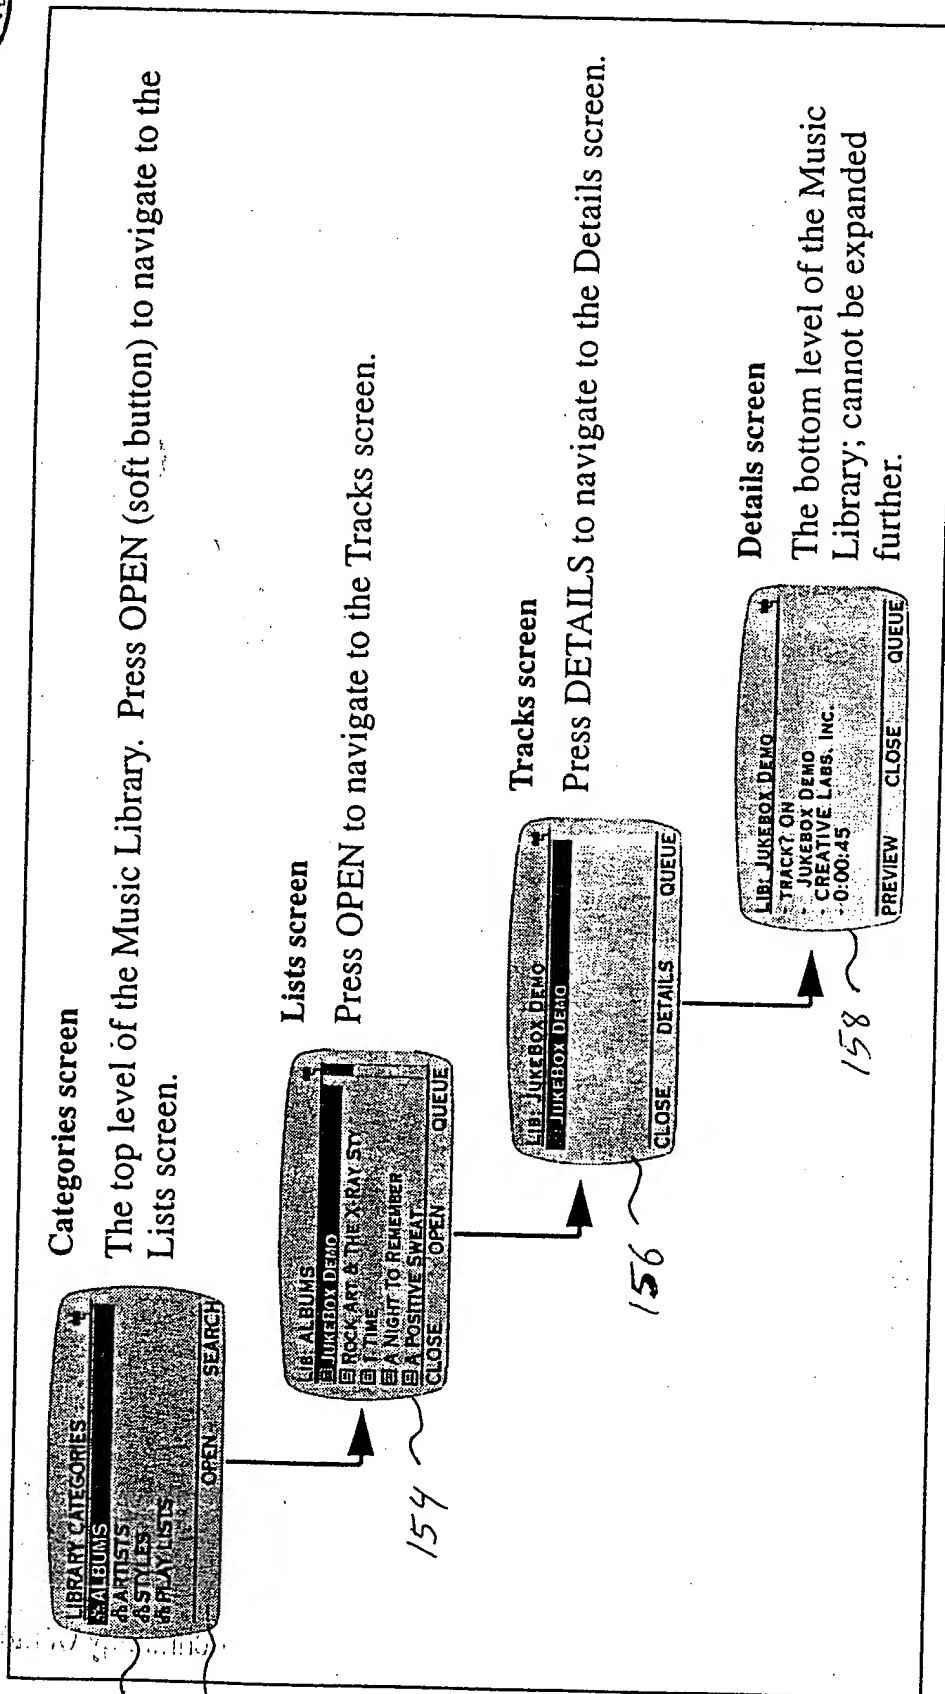 Categories screen
The top level of the Music Library. Press OPEN (soft button) to navigate to the
Lists screen.
LIBRARY CATEGORIES
ALBUMS
ARTISTS
STYLES
PLAY LISTS
OPEN SEARCH
Lists screen
Press OPEN to navigate to the Tracks screen.
LIB: ALBUMS
JUKEBOX DEMO
ROCK ART & THE X-RAY STY
1 TIME
A NIGHT TO REMEMBER
A POSITIVE SWEAT
CLOSE OPEN QUEUE
154
Tracks screen
Press DETAILS to navigate to the Details screen.
LIB: JUKEBOX DEMO
JUKEBOX DEMO
CLOSE DETAILS QUEUE
156
Details screen
The bottom level of the Music
Library; cannot be expanded
further.
LIB: JUKEBOX DEMO
- TRACK? ON
JUKEBOX DEMO
- CREATIVE LABS. INC.
- 0:00:45
PREVIEW CLOSE QUEUE
158